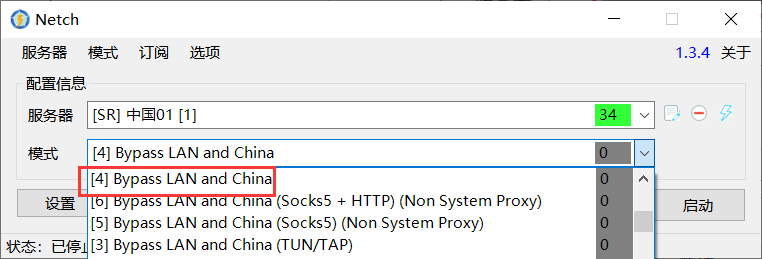 Netch
服务器 模式 订阅 选项 1.3.4 关于
配置信息
服务器 [SR] 中国01 [1] 34
模式 [4] Bypass LAN and China 0
[4] Bypass LAN and China 0
[6] Bypass LAN and China (Socks5 + HTTP) (Non System Proxy) 0
[5] Bypass LAN and China (Socks5) (Non System Proxy) 0
[3] Bypass LAN and China (TUN/TAP) 0
设置 启动
状态：已停止